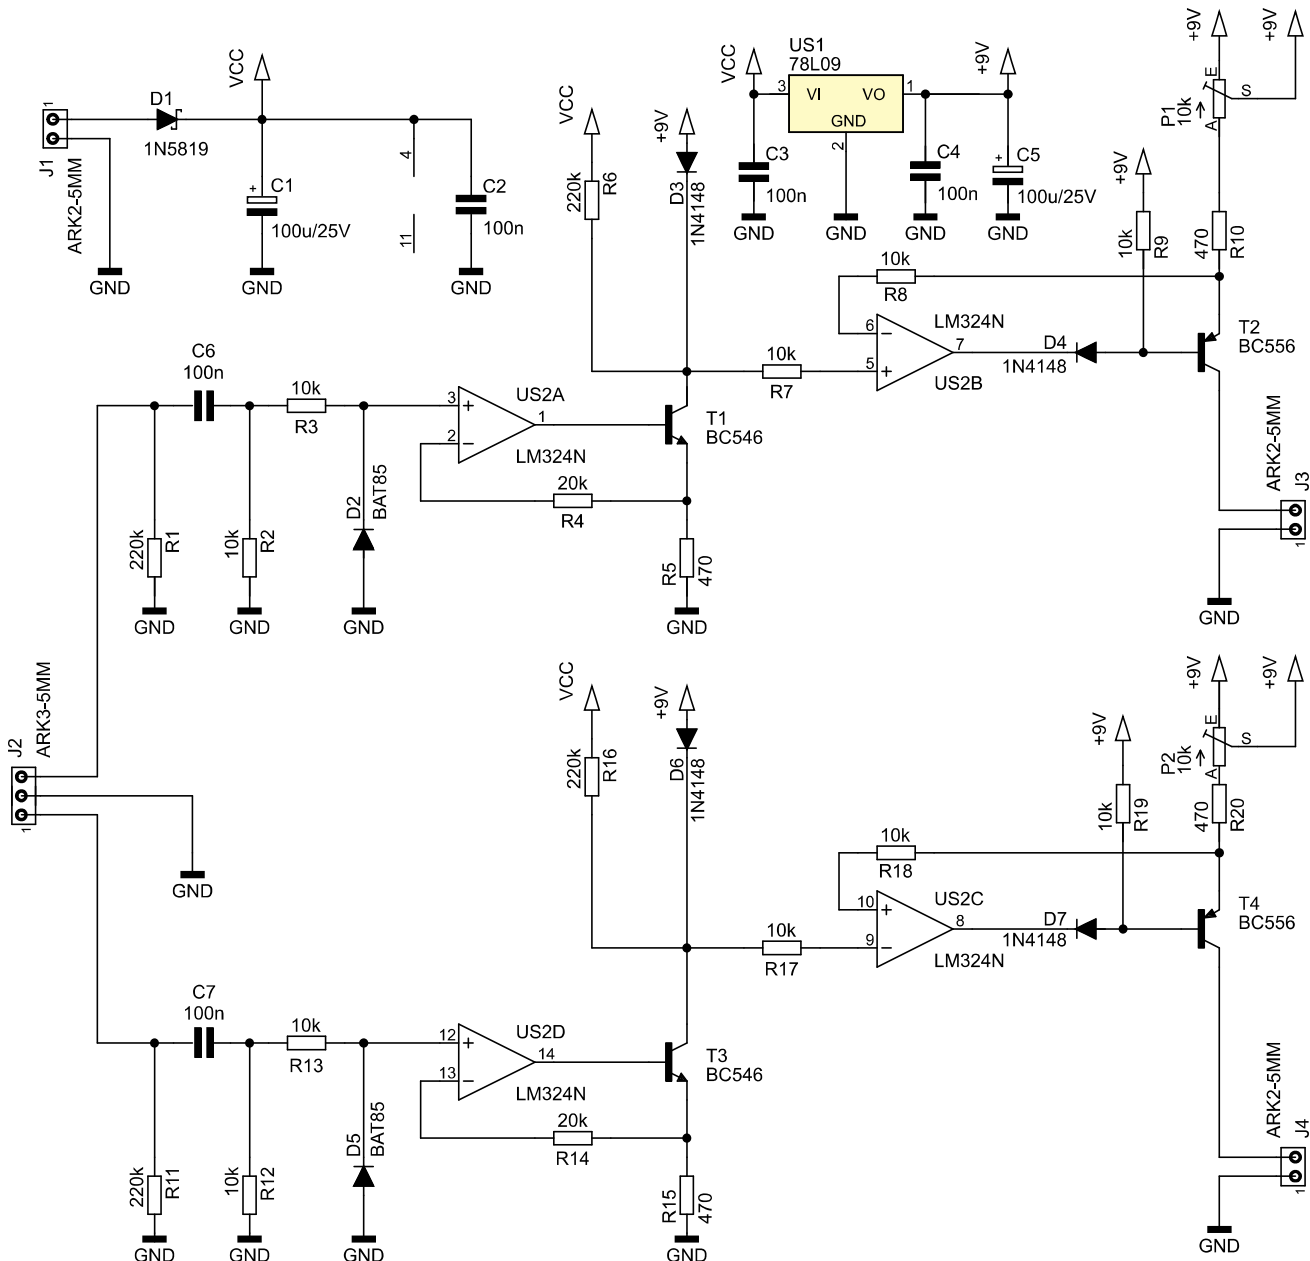 J1
1
ARK2-5MM
GND
D1
1N5819
VCC
+
C1
100u/25V
GND
4
11
C2
100n
GND
VCC
220k
R6
+9V
D3
1N4148
VCC
US1
78L09
3
VI
VO
1
GND
2
+9V
C3
100n
GND
GND
C4
100n
GND
+
C5
100u/25V
GND
+9V
+9V
E
S
P1
10k
A
+9V
10k
R9
470
R10
10k
R8
6
−
5
+
LM324N
7
US2B
D4
1N4148
T2
BC556
10k
R7
ARK2-5MM
J3
1
GND
C6
100n
10k
R3
220k
R1
GND
10k
R2
GND
D2
BAT85
GND
3
+
2
−
US2A
1
LM324N
T1
BC546
20k
R4
R5
470
GND
J2
ARK3-5MM
1
GND
VCC
220k
R16
+9V
D6
1N4148
+9V
+9V
E
S
P2
10k
A
+9V
10k
R19
470
R20
10k
R18
10
+
9
−
US2C
8
LM324N
D7
1N4148
T4
BC556
10k
R17
ARK2-5MM
J4
1
GND
C7
100n
10k
R13
220k
R11
GND
10k
R12
GND
D5
BAT85
GND
12
+
13
−
US2D
14
LM324N
T3
BC546
20k
R14
R15
470
GND